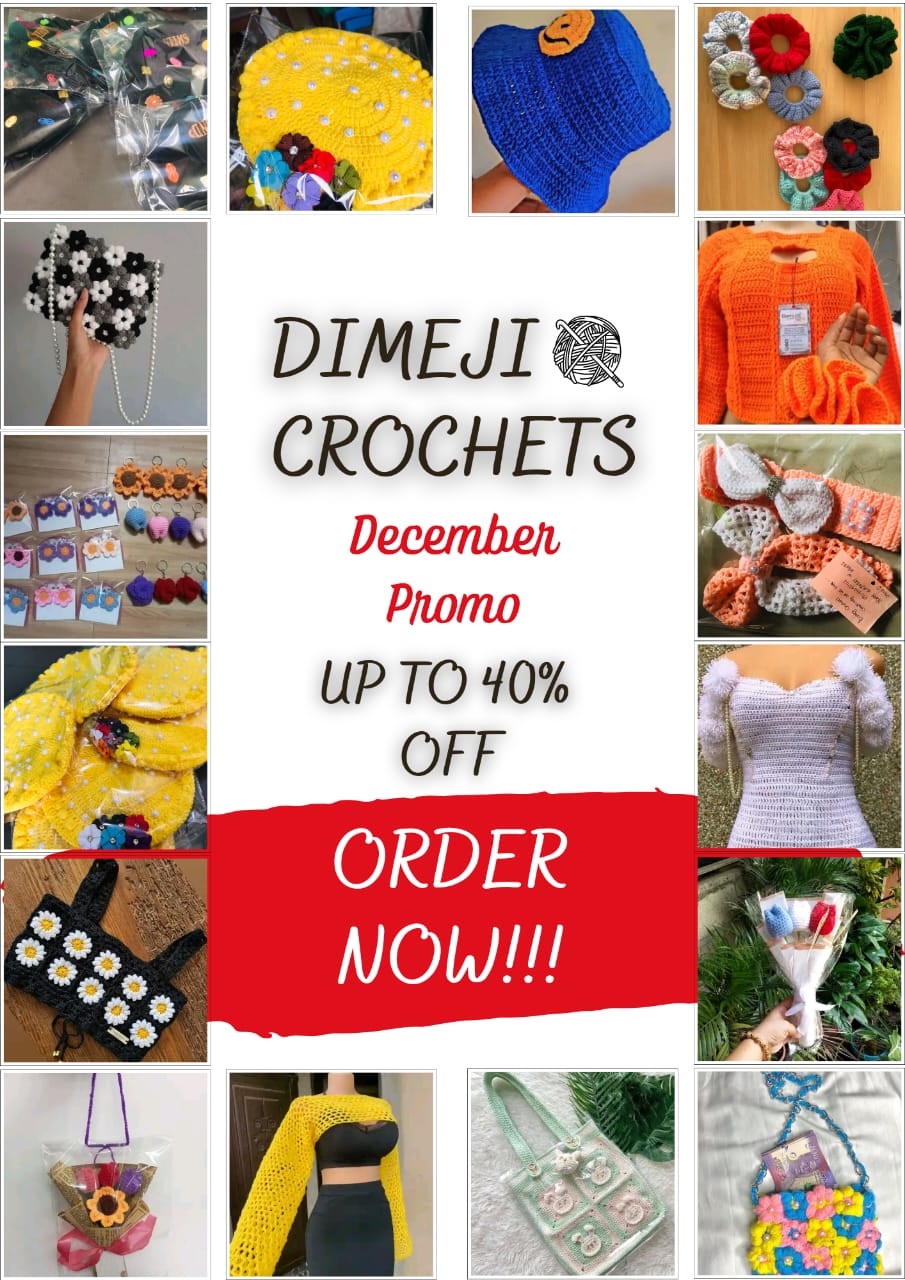 DIMEJI
CROCHETS
December
Promo
UP TO 40%
OFF
ORDER
NOW!!!